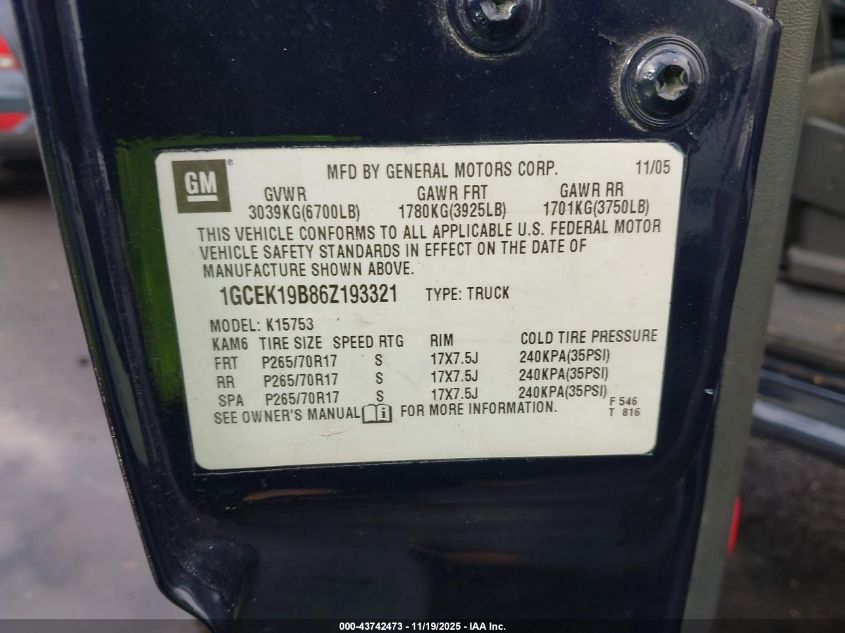 GM ®
MFD BY GENERAL MOTORS CORP. 11/05
GVWR GAWR FRT GAWR RR
3039KG(6700LB) 1780KG(3925LB) 1701KG(3750LB)
THIS VEHICLE CONFORMS TO ALL APPLICABLE U.S. FEDERAL MOTOR
VEHICLE SAFETY STANDARDS IN EFFECT ON THE DATE OF
MANUFACTURE SHOWN ABOVE.
1GCEK19B86Z193321 TYPE: TRUCK
MODEL: K15753
KAM6 TIRE SIZE SPEED RTG RIM COLD TIRE PRESSURE
FRT P265/70R17 S 17X7.5J 240KPA(35PSI)
RR P265/70R17 S 17X7.5J 240KPA(35PSI)
SPA P265/70R17 S 17X7.5J 240KPA(35PSI)
SEE OWNER'S MANUAL i FOR MORE INFORMATION.
F 546
T 816
000-43742473 - 11/19/2025 - IAA Inc.